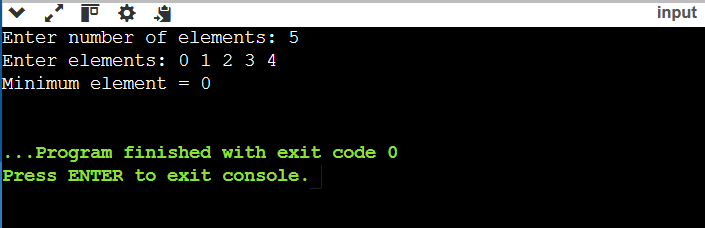 input
Enter number of elements: 5
Enter elements: 0 1 2 3 4
Minimum element = 0
...Program finished with exit code 0
Press ENTER to exit console.